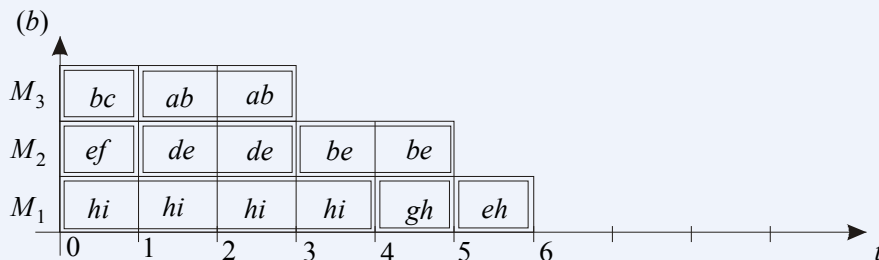 (b)
M3 bc ab ab
M2 ef de de be be
M1 hi hi hi hi gh eh
0 1 2 3 4 5 6 t